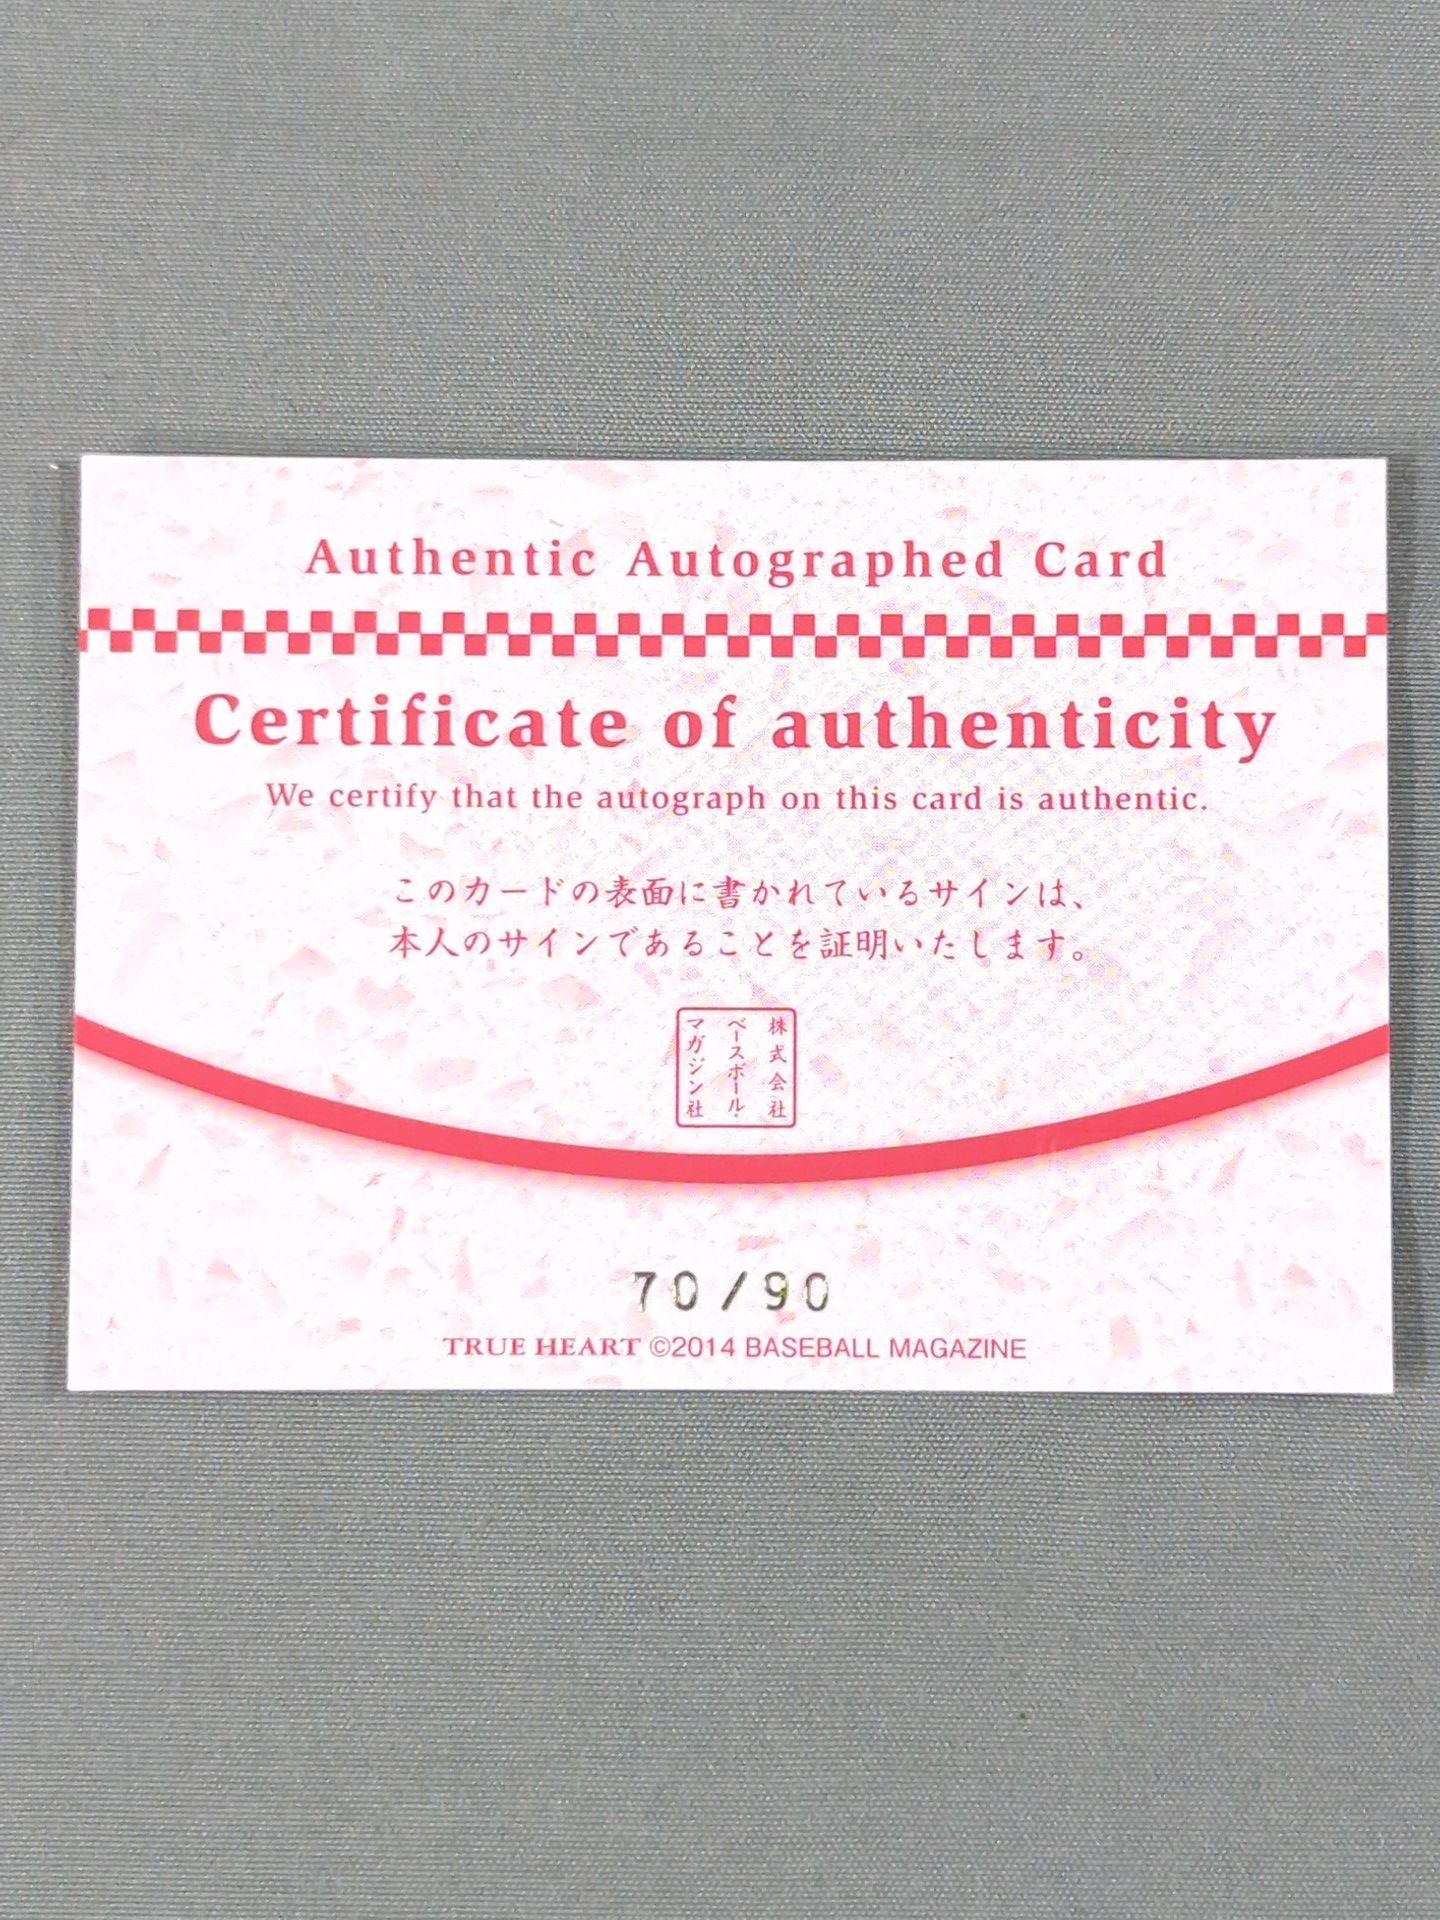 Authentic Autographed Card
Certificate of authenticity
We certify that the autograph on this card is authentic.
このカードの表面に書かれているサインは、
本人のサインであることを証明いたします。
株式会社
ベースボール・
マガジン社
70/90
TRUE HEART ©2014 BASEBALL MAGAZINE